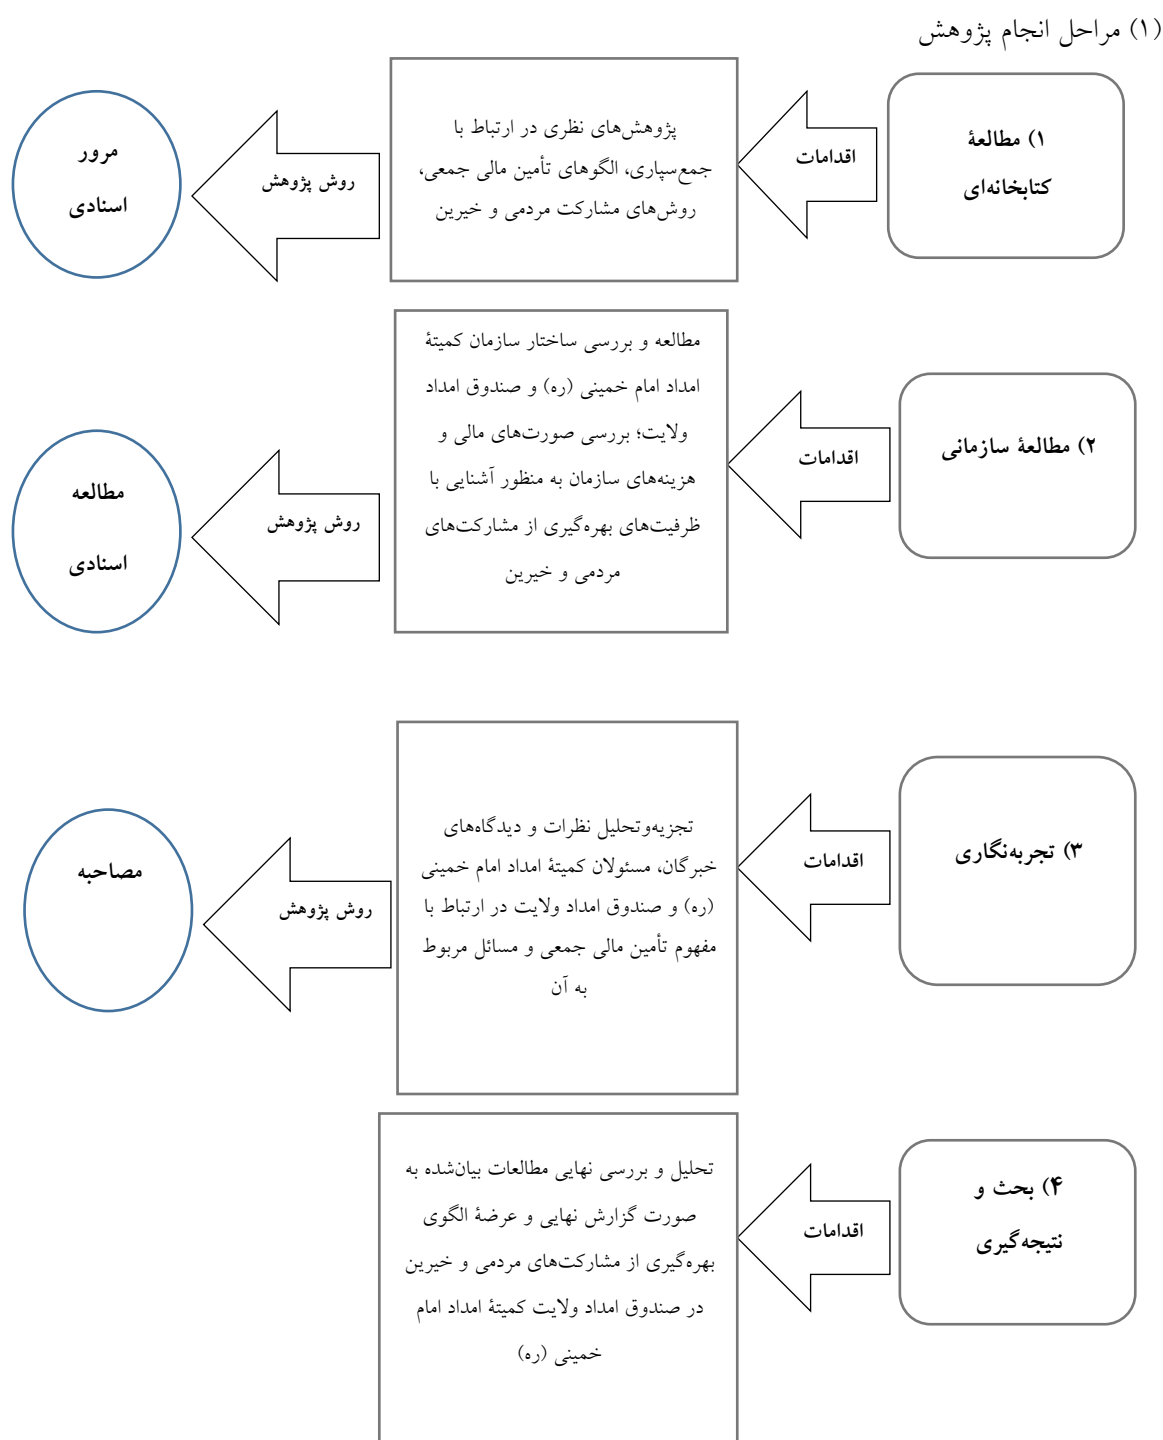 (۱) مراحل انجام پژوهش
۱) مطالعۀ
کتابخانه‌ای
اقدامات
پژوهش‌های نظری در ارتباط با
جمع‌سپاری، الگوهای تأمین مالی جمعی،
روش‌های مشارکت مردمی و خیرین
روش پژوهش
مرور
اسنادی
۲) مطالعۀ سازمانی
اقدامات
مطالعه و بررسی ساختار سازمان کمیتۀ
امداد امام خمینی (ره) و صندوق امداد
ولایت؛ بررسی صورت‌های مالی و
هزینه‌های سازمان به منظور آشنایی با
ظرفیت‌های بهره‌گیری از مشارکت‌های
مردمی و خیرین
روش پژوهش
مطالعه
اسنادی
۳) تجربه‌نگاری
اقدامات
تجزیه‌وتحلیل نظرات و دیدگاه‌های
خبرگان، مسئولان کمیتۀ امداد امام خمینی
(ره) و صندوق امداد ولایت در ارتباط با
مفهوم تأمین مالی جمعی و مسائل مربوط
به آن
روش پژوهش
مصاحبه
۴) بحث و
نتیجه‌گیری
اقدامات
تحلیل و بررسی نهایی مطالعات بیان‌شده به
صورت گزارش نهایی و عرضۀ الگوی
بهره‌گیری از مشارکت‌های مردمی و خیرین
در صندوق امداد ولایت کمیتۀ امداد امام
خمینی (ره)